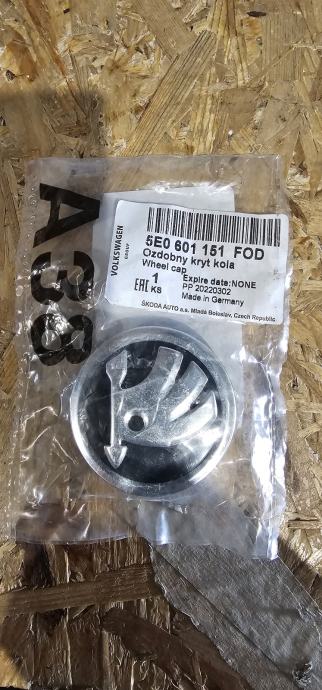 A38
VOLKSWAGEN
GROUP
5E0 601 151 FOD
Ozdobny kryt kola
Wheel cap
1 Expire date:NONE
EAC KS PP 20220302
Made in Germany
ŠKODA AUTO a.s. Mladá Boleslav, Czech Republic